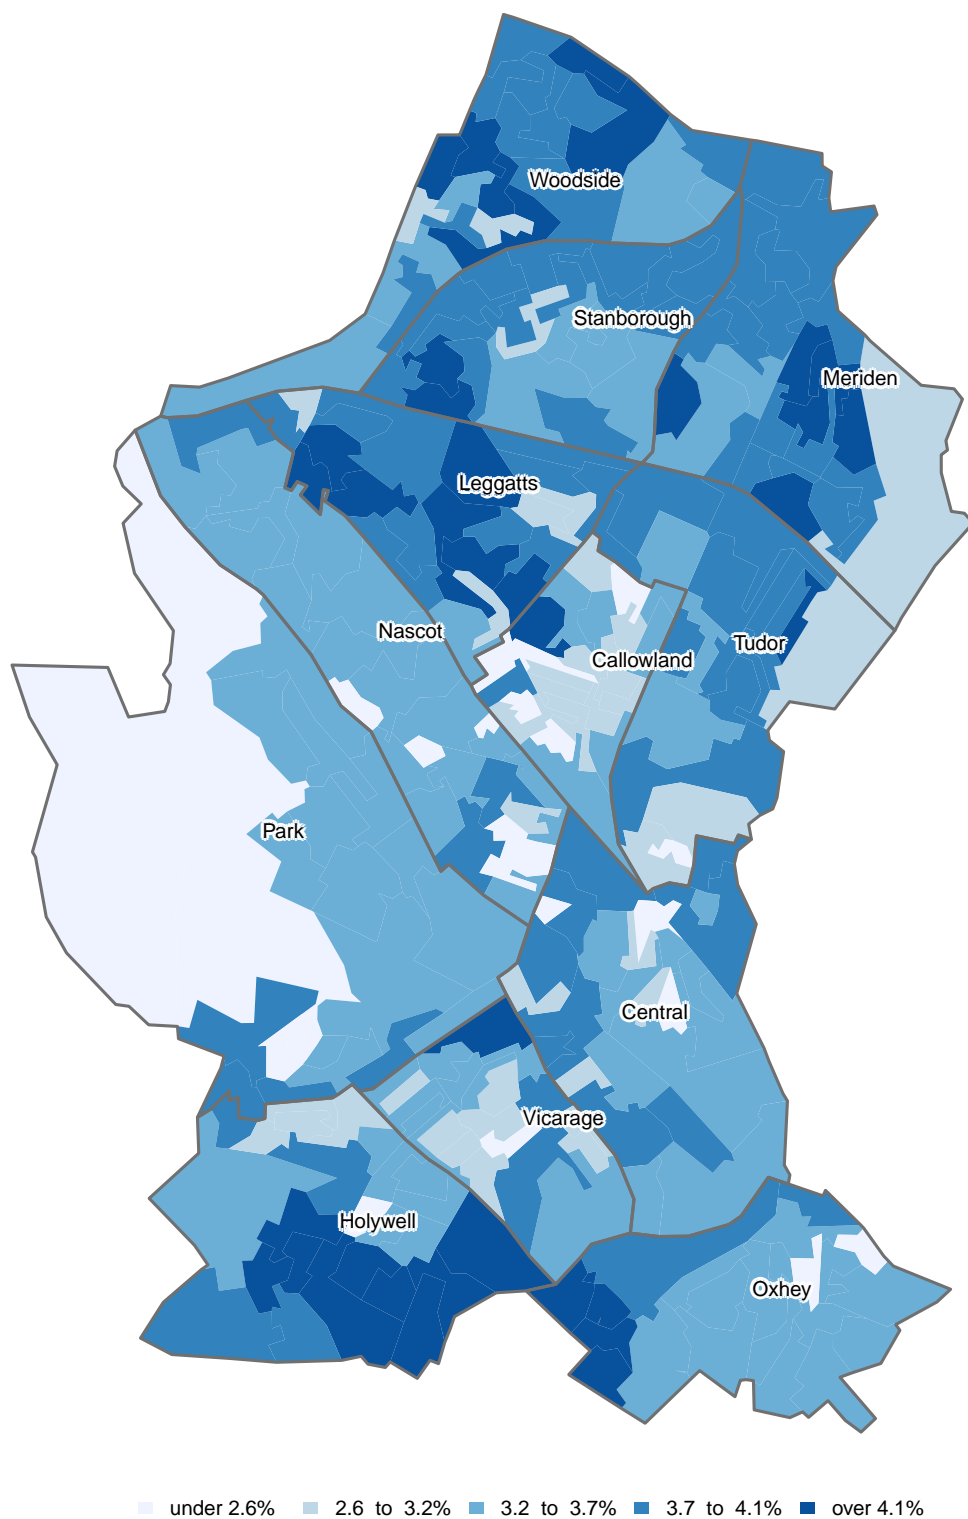 Woodside
Stanborough
Meriden
Leggatts
Nascot
Callowland
Tudor
Park
Central
Vicarage
Holywell
Oxhey
under 2.6% 2.6 to 3.2% 3.2 to 3.7% 3.7 to 4.1% over 4.1%